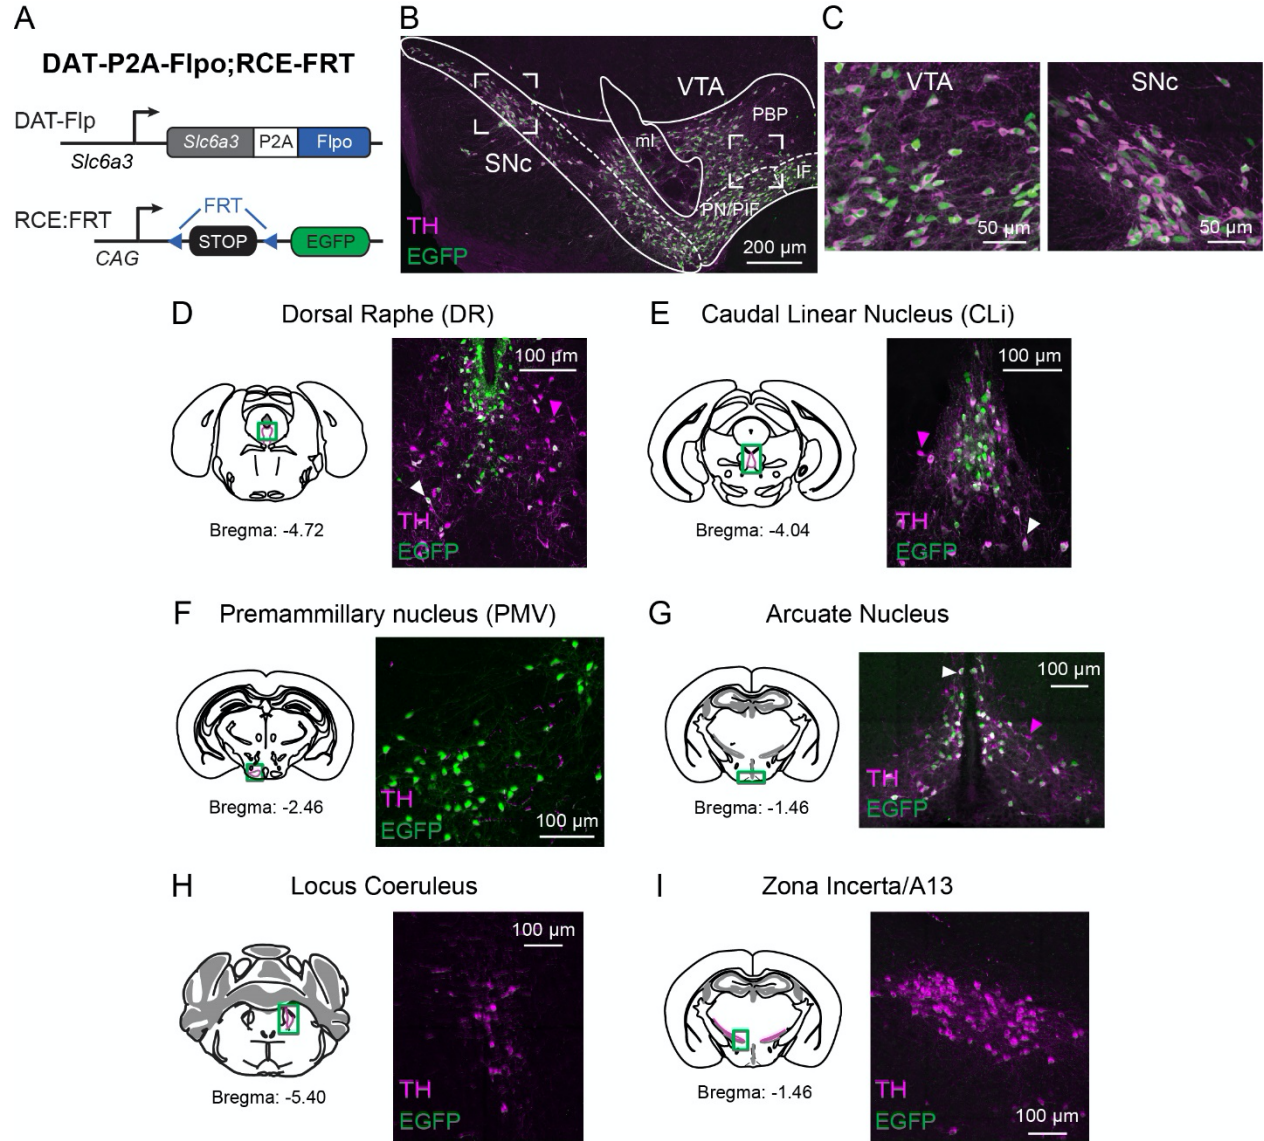 A
DAT-P2A-Flpo;RCE-FRT
DAT-Flp
Slc6a3
Slc6a3
P2A
Flpo
RCE:FRT
FRT
STOP
EGFP
CAG
B
VTA
PBP
ml
SNc
IF
PN/PIF
TH
EGFP
200 µm
C
VTA
50 µm
SNc
50 µm
D
Dorsal Raphe (DR)
100 µm
TH
EGFP
Bregma: -4.72
E
Caudal Linear Nucleus (CLi)
100 µm
TH
EGFP
Bregma: -4.04
F
Premammillary nucleus (PMV)
Bregma: -2.46
TH
EGFP
100 µm
G
Arcuate Nucleus
100 µm
TH
EGFP
Bregma: -1.46
H
Locus Coeruleus
100 µm
TH
EGFP
Bregma: -5.40
I
Zona Incerta/A13
TH
EGFP
100 µm
Bregma: -1.46